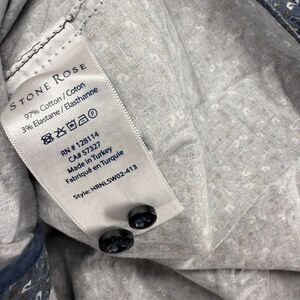 STONE ROSE
97% Cotton / Coton
3% Elastane / Elasthanne
RN # 128114
CA# 57327
Made in Turkey
Fabriqué en Turquie
Style: HRNLSW02-413